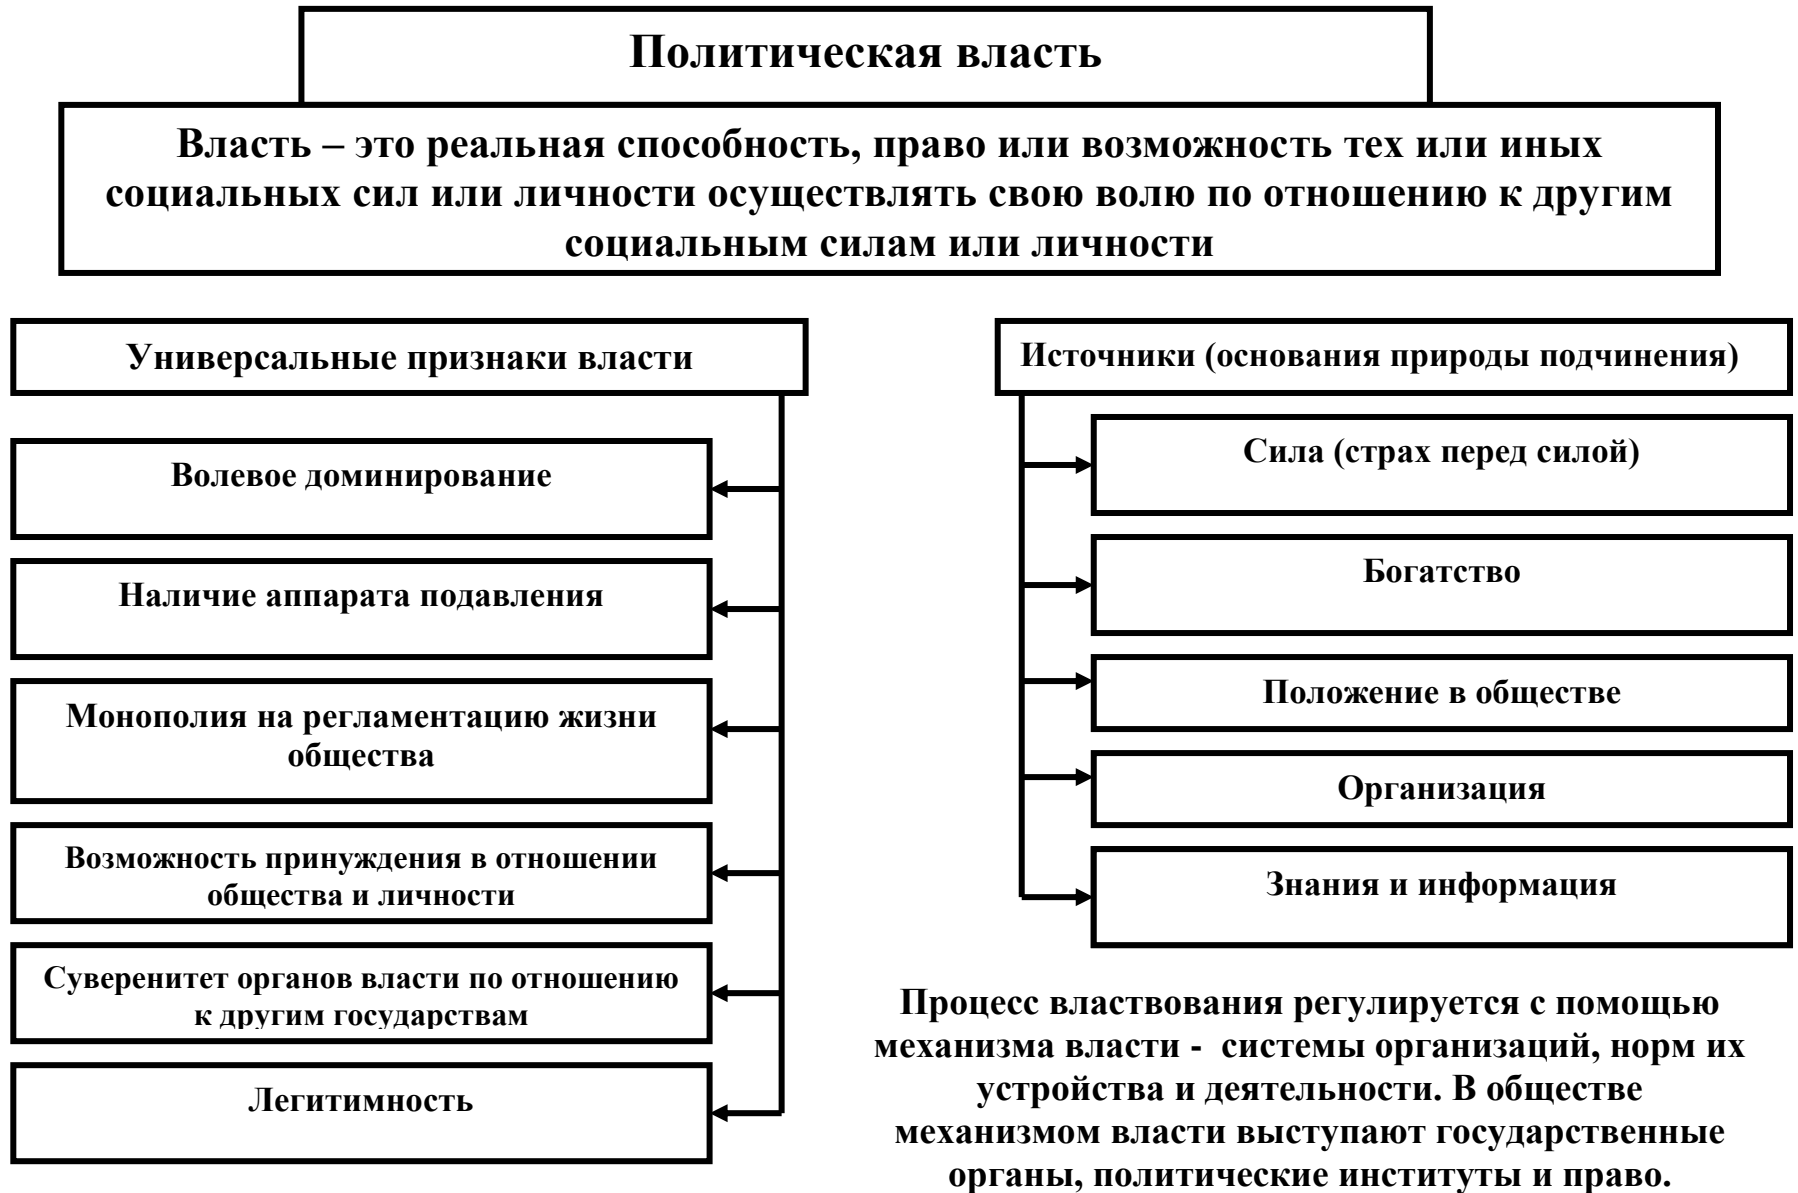 Политическая власть
Власть – это реальная способность, право или возможность тех или иных
социальных сил или личности осуществлять свою волю по отношению к другим
социальным силам или личности
Универсальные признаки власти
Волевое доминирование
Наличие аппарата подавления
Монополия на регламентацию жизни
общества
Возможность принуждения в отношении
общества и личности
Суверенитет органов власти по отношению
к другим государствам
Легитимность
Источники (основания природы подчинения)
Сила (страх перед силой)
Богатство
Положение в обществе
Организация
Знания и информация
Процесс властвования регулируется с помощью
механизма власти - системы организаций, норм их
устройства и деятельности. В обществе
механизмом власти выступают государственные
органы, политические институты и право.